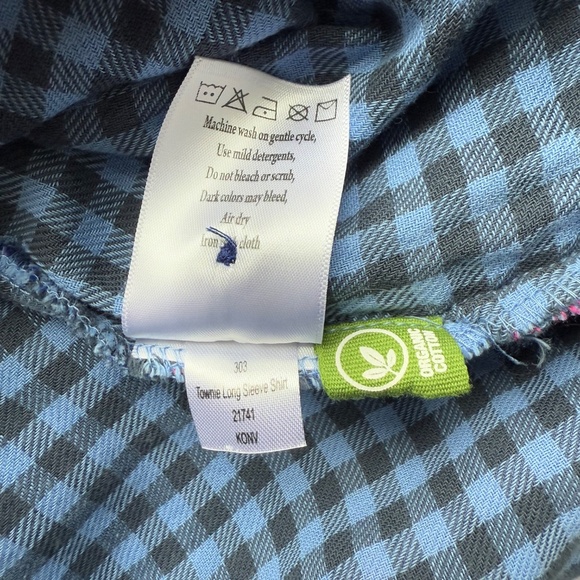 Machine wash on gentle cycle,
Use mild detergents,
Do not bleach or scrub,
Dark colors may bleed,
Air dry
Iron cloth
303
Townie Long Sleeve Shirt
21741
KONV
ORGANIC
COTTON